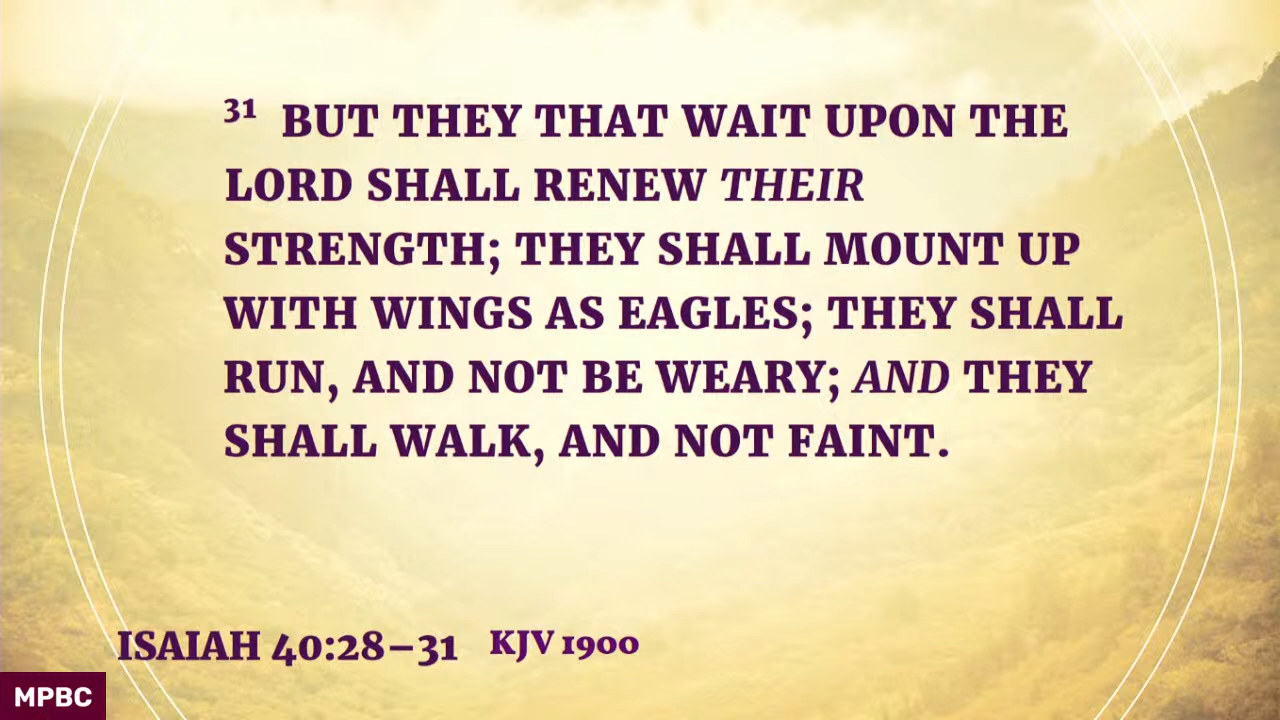 31 BUT THEY THAT WAIT UPON THE
LORD SHALL RENEW THEIR
STRENGTH; THEY SHALL MOUNT UP
WITH WINGS AS EAGLES; THEY SHALL
RUN, AND NOT BE WEARY; AND THEY
SHALL WALK, AND NOT FAINT.
ISAIAH 40:28–31 KJV 1900
MPBC